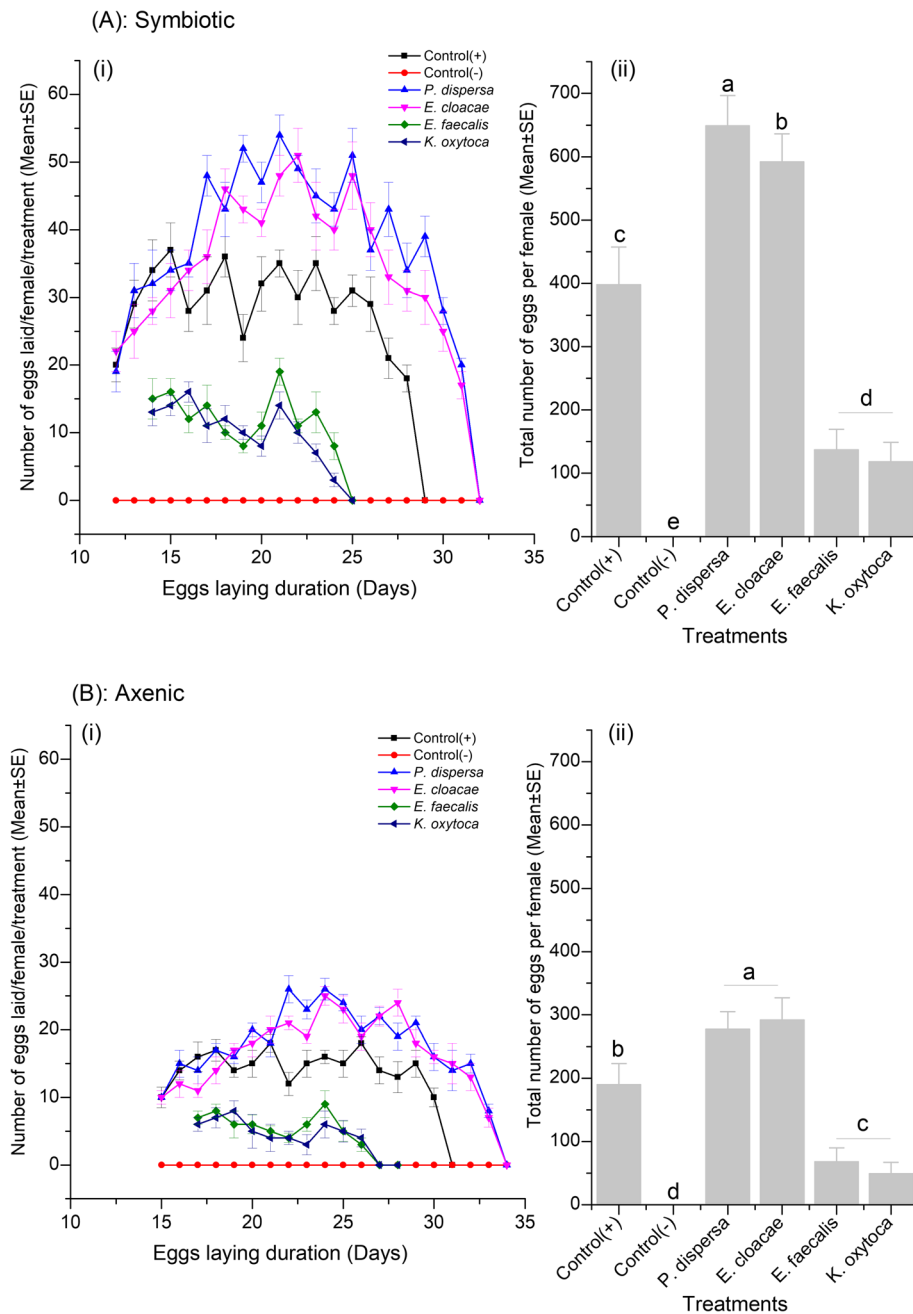 (A): Symbiotic
(i)
Control(+)
Control(-)
P. dispersa
E. cloacae
E. faecalis
K. oxytoca
Number of eggs laid/female/treatment (Mean±SE)
60
50
40
30
20
10
0
10 15 20 25 30 35
Eggs laying duration (Days)
(ii)
Total number of eggs per female (Mean±SE)
700
600
500
400
300
200
100
0
c
e
a
b
d
Control(+)
Control(-)
P. dispersa
E. cloacae
E. faecalis
K. oxytoca
Treatments
(B): Axenic
(i)
Control(+)
Control(-)
P. dispersa
E. cloacae
E. faecalis
K. oxytoca
Number of eggs laid/female/treatment (Mean±SE)
60
50
40
30
20
10
0
10 15 20 25 30 35
Eggs laying duration (Days)
(ii)
Total number of eggs per female (Mean±SE)
700
600
500
400
300
200
100
0
b
d
a
c
Control(+)
Control(-)
P. dispersa
E. cloacae
E. faecalis
K. oxytoca
Treatments